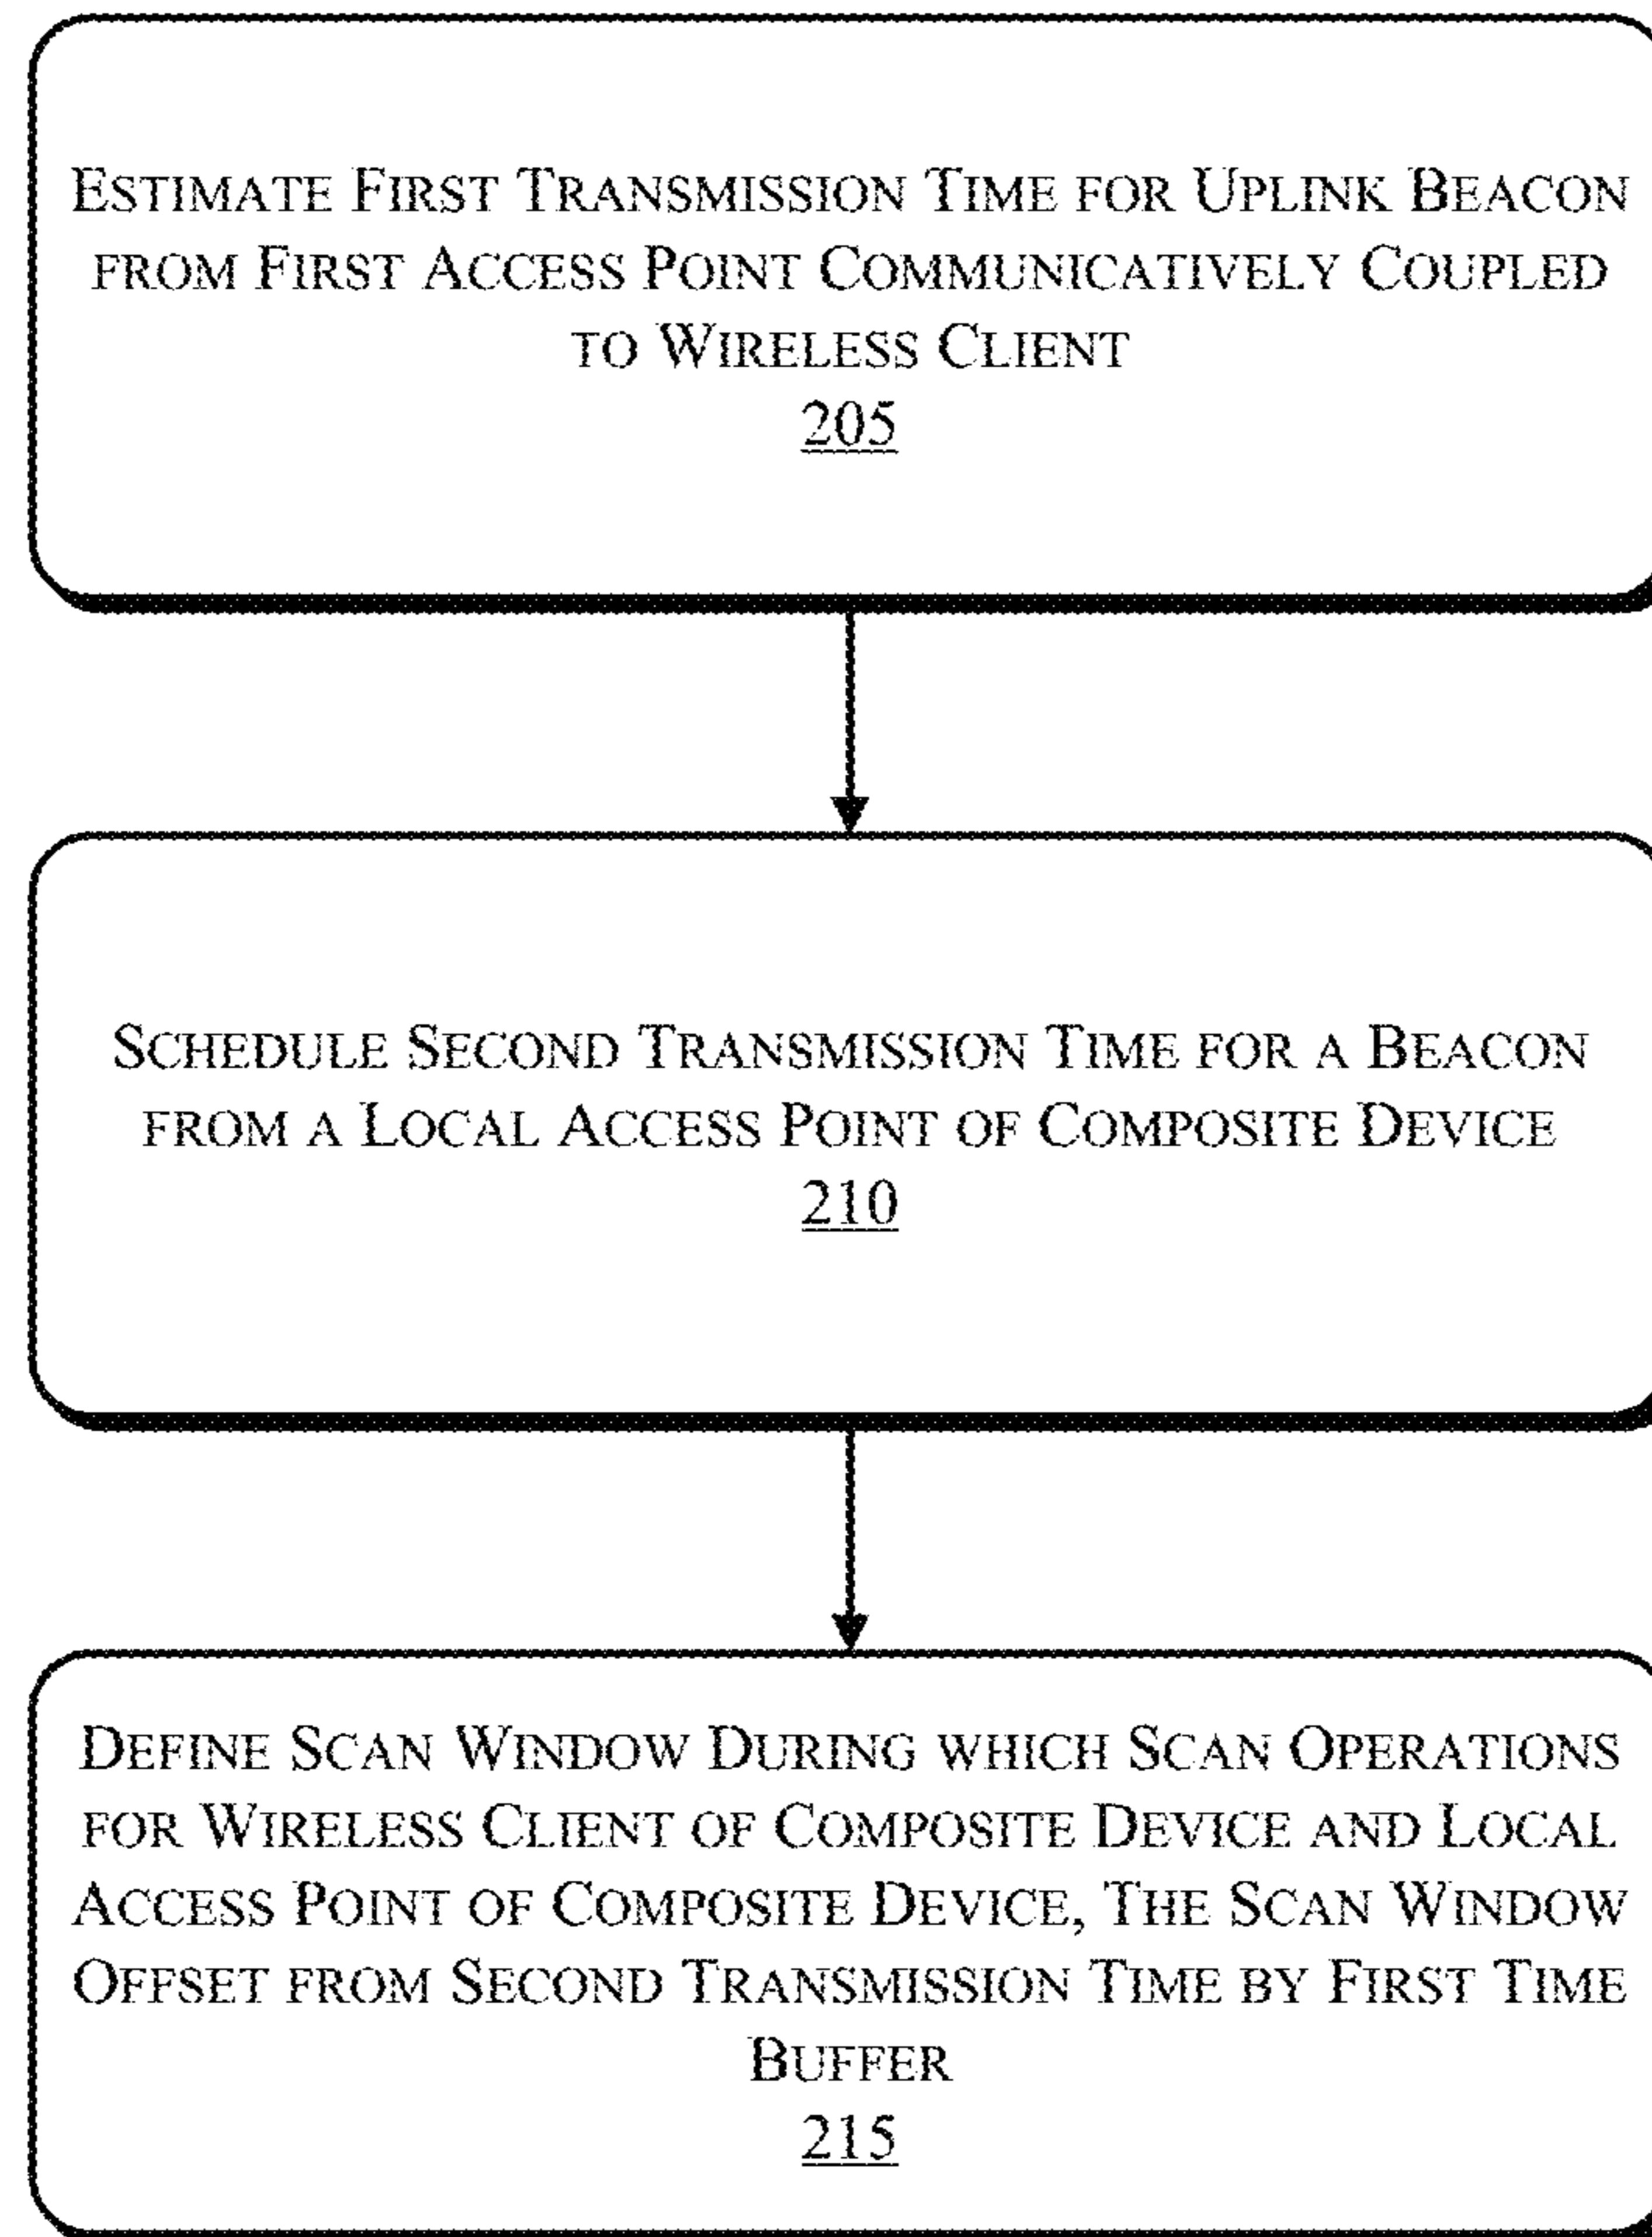 ESTIMATE FIRST TRANSMISSION TIME FOR UPLINK BEACON
FROM FIRST ACCESS POINT COMMUNICATIVELY COUPLED
TO WIRELESS CLIENT
205
SCHEDULE SECOND TRANSMISSION TIME FOR A BEACON
FROM A LOCAL ACCESS POINT OF COMPOSITE DEVICE
210
DEFINE SCAN WINDOW DURING WHICH SCAN OPERATIONS
FOR WIRELESS CLIENT OF COMPOSITE DEVICE AND LOCAL
ACCESS POINT OF COMPOSITE DEVICE, THE SCAN WINDOW
OFFSET FROM SECOND TRANSMISSION TIME BY FIRST TIME
BUFFER
215